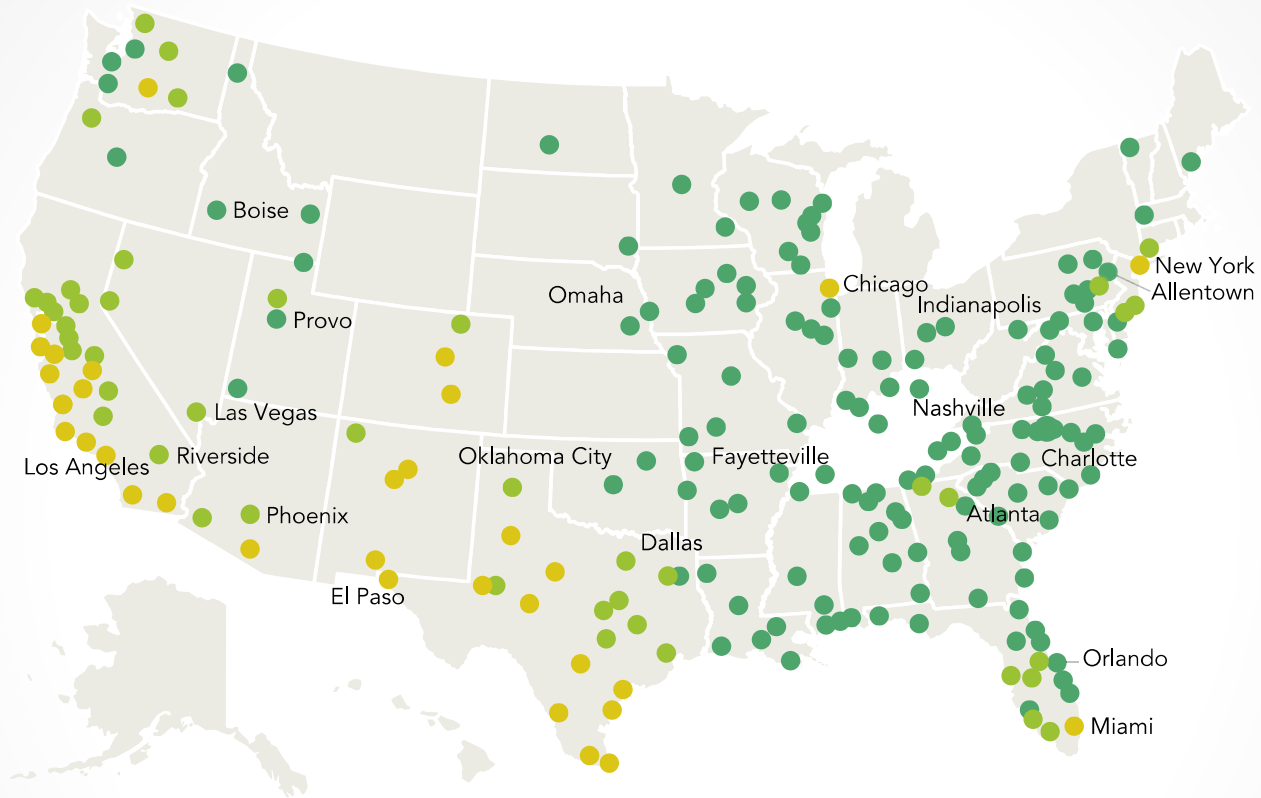 Boise
New York
Chicago
Allentown
Omaha
Indianapolis
Provo
Las Vegas
Nashville
Oklahoma City
Fayetteville
Riverside
Charlotte
Los Angeles
Phoenix
Atlanta
Dallas
El Paso
Orlando
Miami